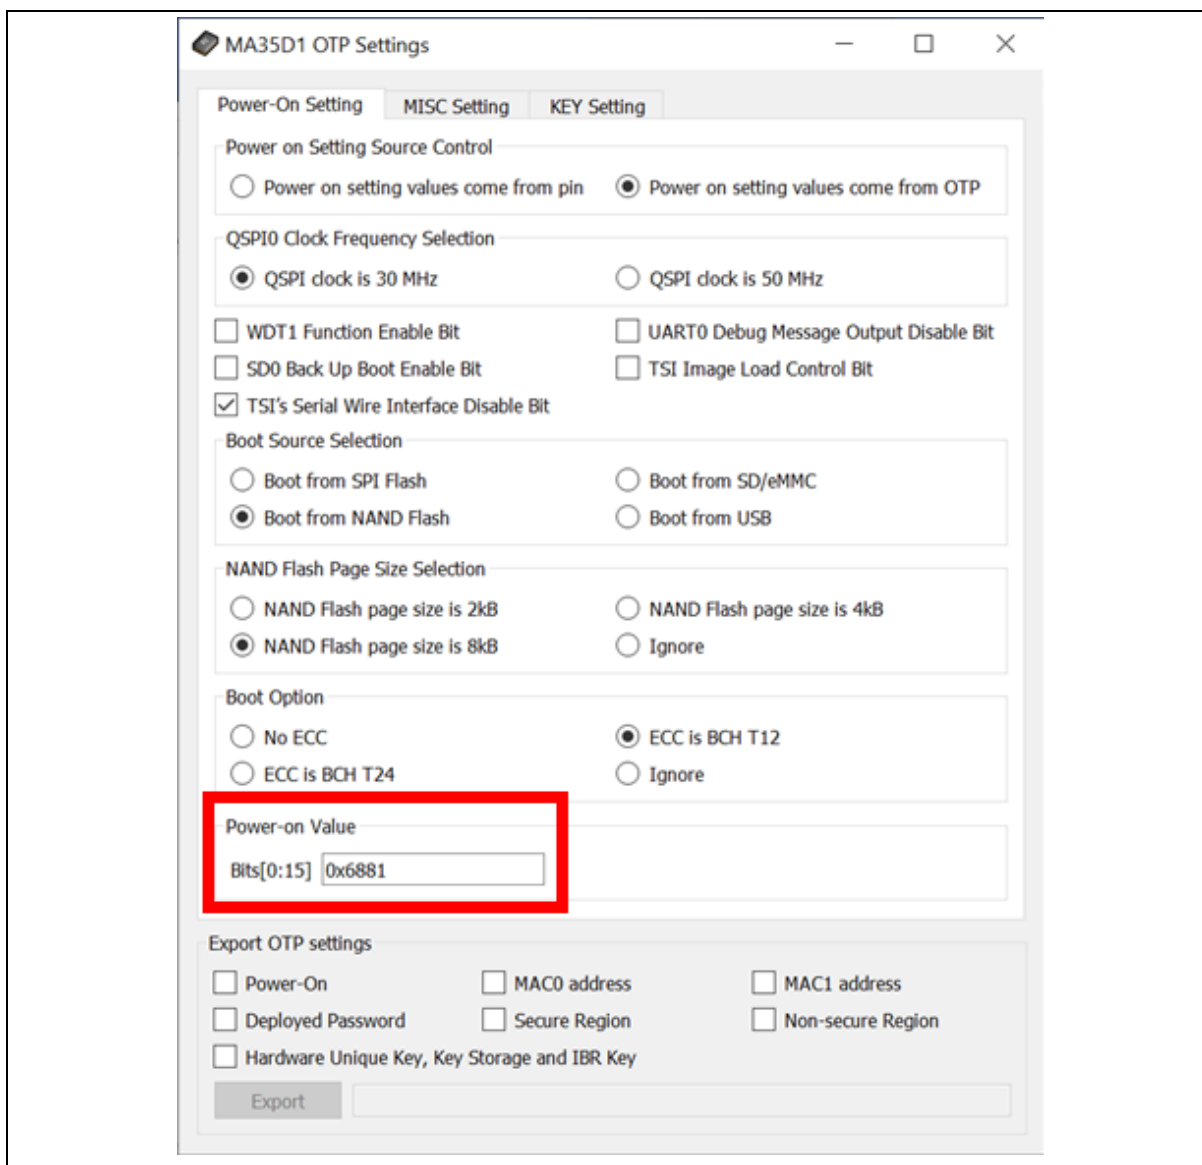 MA35D1 OTP Settings
Power-On Setting MISC Setting KEY Setting
Power on Setting Source Control
Power on setting values come from pin Power on setting values come from OTP
QSPI0 Clock Frequency Selection
QSPI clock is 30 MHz QSPI clock is 50 MHz
WDT1 Function Enable Bit UART0 Debug Message Output Disable Bit
SD0 Back Up Boot Enable Bit TSI Image Load Control Bit
TSI's Serial Wire Interface Disable Bit
Boot Source Selection
Boot from SPI Flash Boot from SD/eMMC
Boot from NAND Flash Boot from USB
NAND Flash Page Size Selection
NAND Flash page size is 2kB NAND Flash page size is 4kB
NAND Flash page size is 8kB Ignore
Boot Option
No ECC ECC is BCH T12
ECC is BCH T24 Ignore
Power-on Value
Bits[0:15] 0x6881
Export OTP settings
Power-On MAC0 address MAC1 address
Deployed Password Secure Region Non-secure Region
Hardware Unique Key, Key Storage and IBR Key
Export